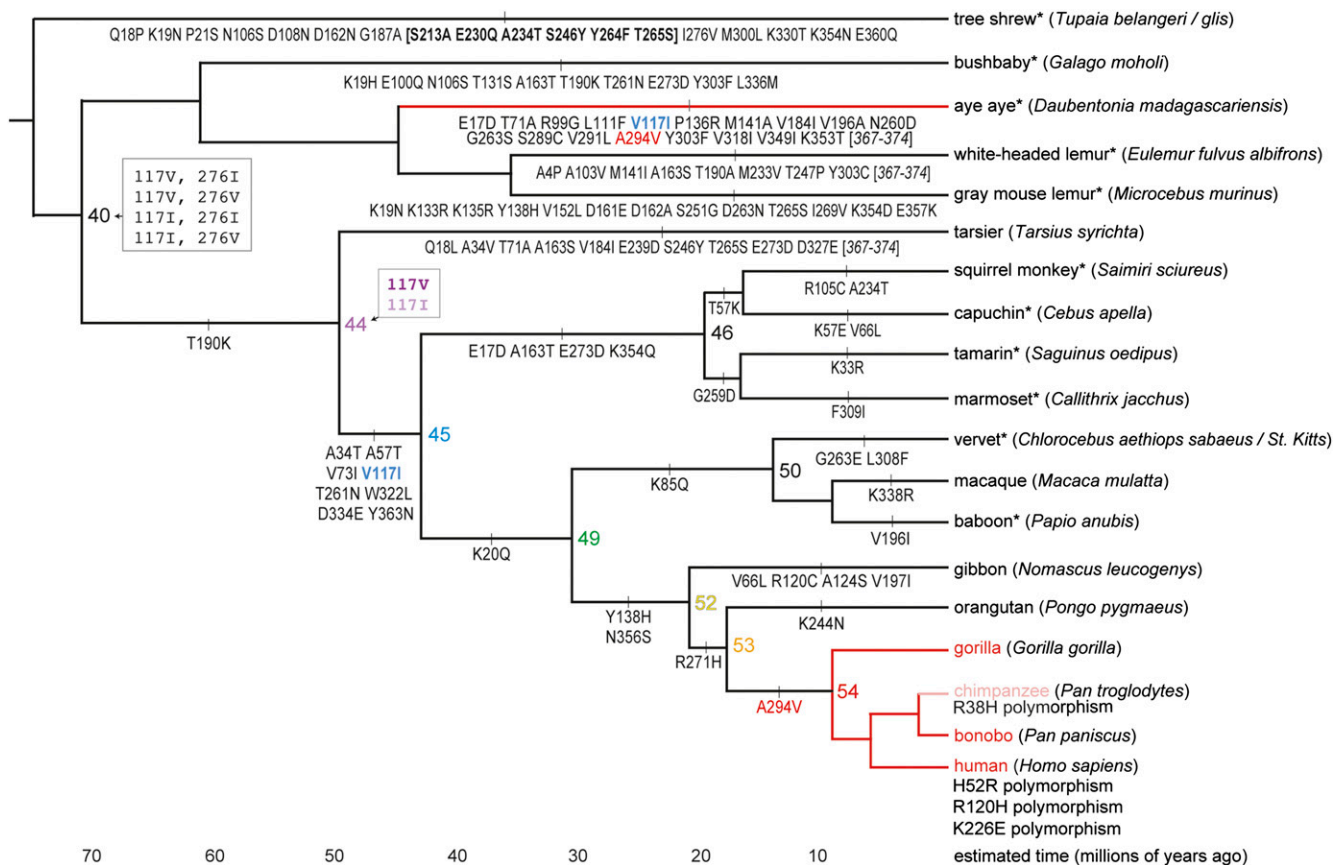 tree shrew* (Tupaia belangeri / glis)
Q18P K19N P21S N106S D108N D162N G187A [S213A E230Q A234T S246Y Y264F T265S] I276V M300L K330T K354N E360Q
bushbaby* (Galago moholi)
K19H E100Q N106S T131S A163T T190K T261N E273D Y303F L336M
aye aye* (Daubentonia madagascariensis)
E17D T71A R99G L111F V117I P136R M141A V184I V196A N260D
G263S S289C V291L A294V Y303F V318I V349I K353T [367-374]
white-headed lemur* (Eulemur fulvus albifrons)
A4P A103V M141I A163S T190A M233V T247P Y303C [367-374]
gray mouse lemur* (Microcebus murinus)
K19N K133R K135R Y138H V152L D161E D162A S251G D263N T265S I269V K354D E357K
117V, 276I
117V, 276V
117I, 276I
117I, 276V
40
tarsier (Tarsius syrichta)
Q18L A34V T71A A163S V184I E239D S246Y T265S E273D D327E [367-374]
117V
117I
44
T190K
squirrel monkey* (Saimiri sciureus)
R105C A234T
T57K
capuchin* (Cebus apella)
K57E V66L
46
E17D A163T E273D K354Q
tamarin* (Saguinus oedipus)
K33R
G259D
marmoset* (Callithrix jacchus)
F309I
45
A34T A57T
V73I V117I
T261N W322L
D334E Y363N
vervet* (Chlorocebus aethiops sabaeus / St. Kitts)
G263E L308F
50
K85Q
macaque (Macaca mulatta)
K338R
baboon* (Papio anubis)
V196I
49
K20Q
gibbon (Nomascus leucogenys)
V66L R120C A124S V197I
52
Y138H
N356S
orangutan (Pongo pygmaeus)
K244N
53
R271H
gorilla (Gorilla gorilla)
54
A294V
chimpanzee (Pan troglodytes)
R38H polymorphism
bonobo (Pan paniscus)
human (Homo sapiens)
H52R polymorphism
R120H polymorphism
K226E polymorphism
70 60 50 40 30 20 10 estimated time (millions of years ago)